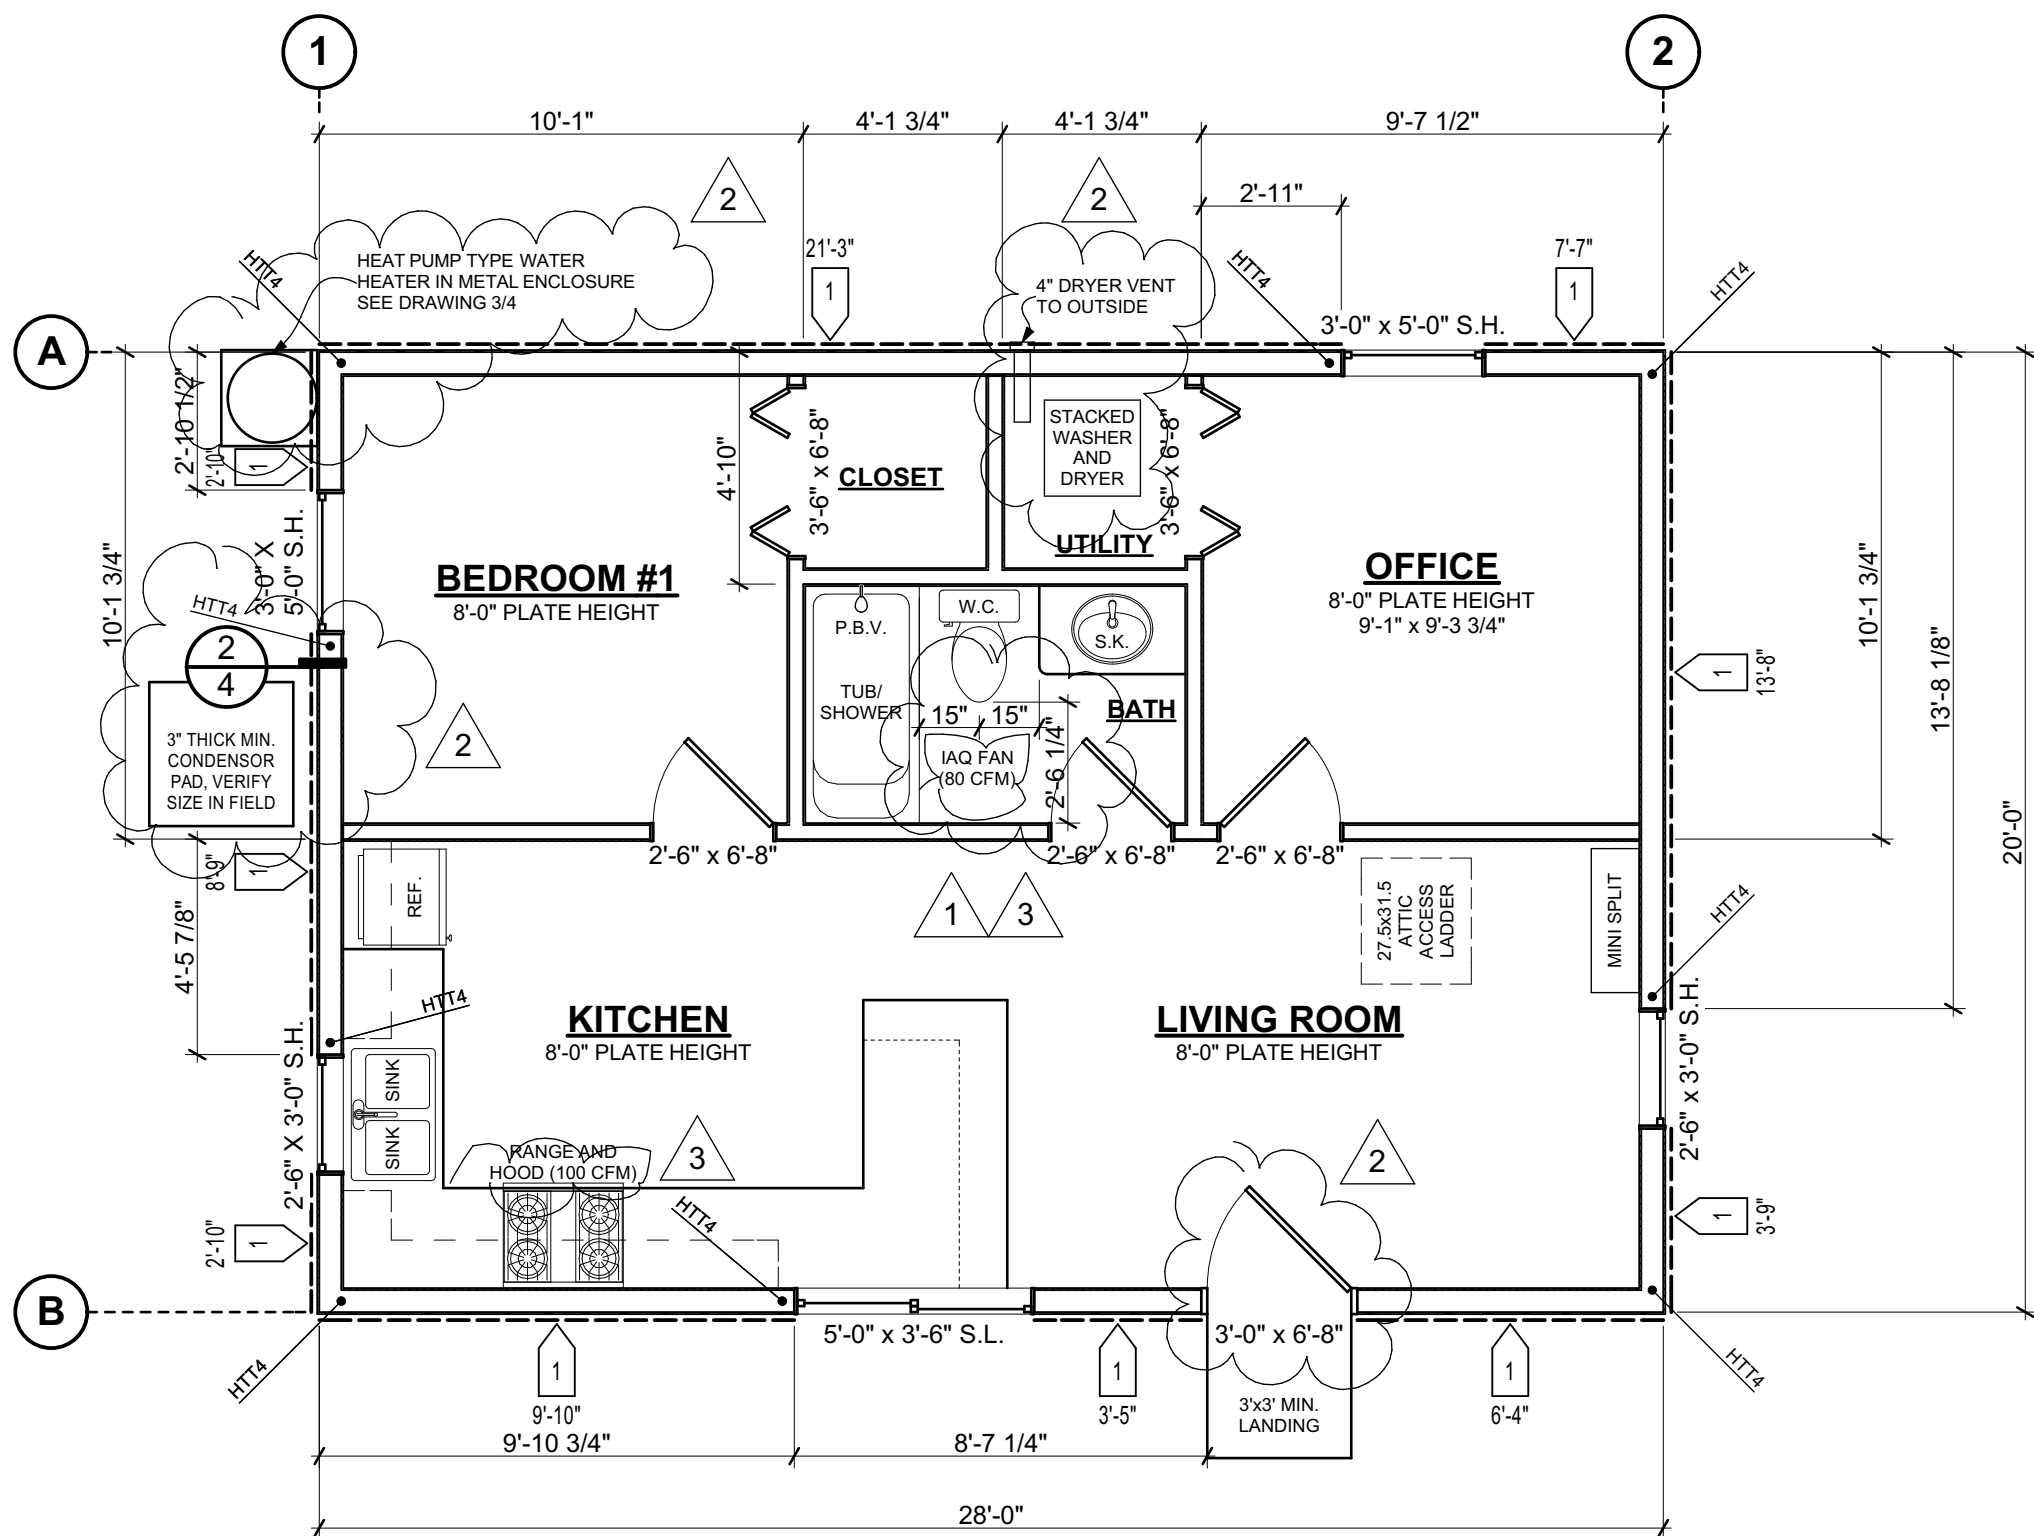 1
2
10'-1"
4'-1 3/4"
4'-1 3/4"
9'-7 1/2"
2
2
2'-11"
21'-3"
1
7'-7"
1
HEAT PUMP TYPE WATER
HEATER IN METAL ENCLOSURE
SEE DRAWING 3/4
HTT4
4" DRYER VENT
TO OUTSIDE
HTT4
HTT4
3'-0" x 5'-0" S.H.
A
2'-10 1/2"
2'-10"
1
10'-1 3/4"
3'-0" X
5'-0" S.H.
HTT4
2
4
3" THICK MIN.
CONDENSOR
PAD, VERIFY
SIZE IN FIELD
2
BEDROOM #1
8'-0" PLATE HEIGHT
4'-10"
3'-6" x 6'-8"
CLOSET
STACKED
WASHER
AND
DRYER
3'-6" x 6'-8"
UTILITY
OFFICE
8'-0" PLATE HEIGHT
9'-1" x 9'-3 3/4"
P.B.V.
W.C.
S.K.
TUB/
SHOWER
15"
15"
BATH
IAQ FAN
(80 CFM)
2'-6 1/4"
1
13'-8"
10'-1 3/4"
13'-8 1/8"
20'-0"
2'-6" x 6'-8"
2'-6" x 6'-8"
2'-6" x 6'-8"
8'-9"
1
4'-5 7/8"
REF.
1
3
27.5x31.5
ATTIC
ACCESS
LADDER
MINI SPLIT
HTT4
HTT4
KITCHEN
8'-0" PLATE HEIGHT
LIVING ROOM
8'-0" PLATE HEIGHT
2'-6" X 3'-0" S.H.
SINK
SINK
2'-6" x 3'-0" S.H.
RANGE AND
HOOD (100 CFM)
3
2
HTT4
2'-10"
1
1
3'-9"
B
5'-0" x 3'-6" S.L.
3'-0" x 6'-8"
HTT4
1
9'-10"
1
3'-5"
1
6'-4"
HTT4
3'x3' MIN.
LANDING
9'-10 3/4"
8'-7 1/4"
28'-0"